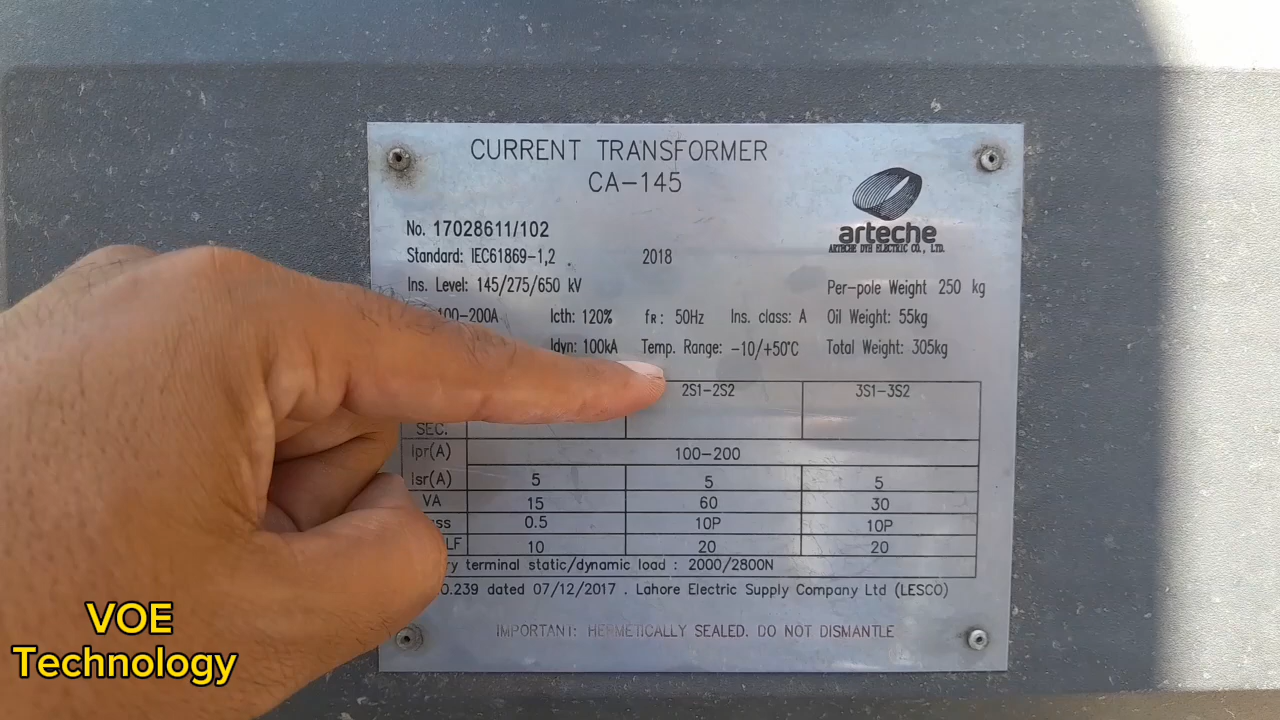 CURRENT TRANSFORMER
CA-145
arteche
ARTECHE DYH ELECTRIC CO., LTD.
No. 17028611/102
Standard: IEC61869-1,2 2018
Ins. Level: 145/275/650 kV Per-pole Weight 250 kg
100-200A Icth: 120% fR: 50Hz Ins. class: A Oil Weight: 55kg
Idyn: 100kA Temp. Range: -10/+50°C Total Weight: 305kg
2S1-2S2 3S1-3S2
SEC.
Ipr(A) 100-200
Isr(A) 5 5 5
VA 15 60 30
0.5 10P 10P
10 20 20
terminal static/dynamic load : 2000/2800N
.239 dated 07/12/2017 . Lahore Electric Supply Company Ltd (LESCO)
IMPORTANT: HERMETICALLY SEALED. DO NOT DISMANTLE
VOE
Technology